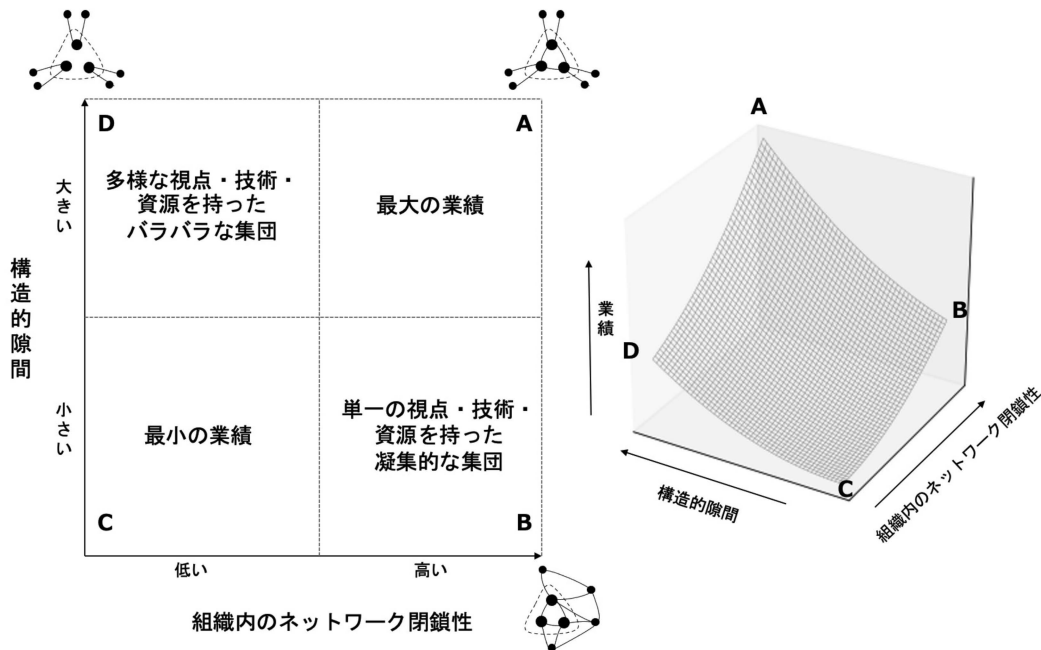 D
A
多様な視点・技術・
資源を持った
バラバラな集団
最大の業績
大きい
構造的隙間
小さい
最小の業績
単一の視点・技術・
資源を持った
凝集的な集団
C
B
低い
高い
組織内のネットワーク閉鎖性
A
業績
B
D
C
構造的隙間
組織内のネットワーク閉鎖性